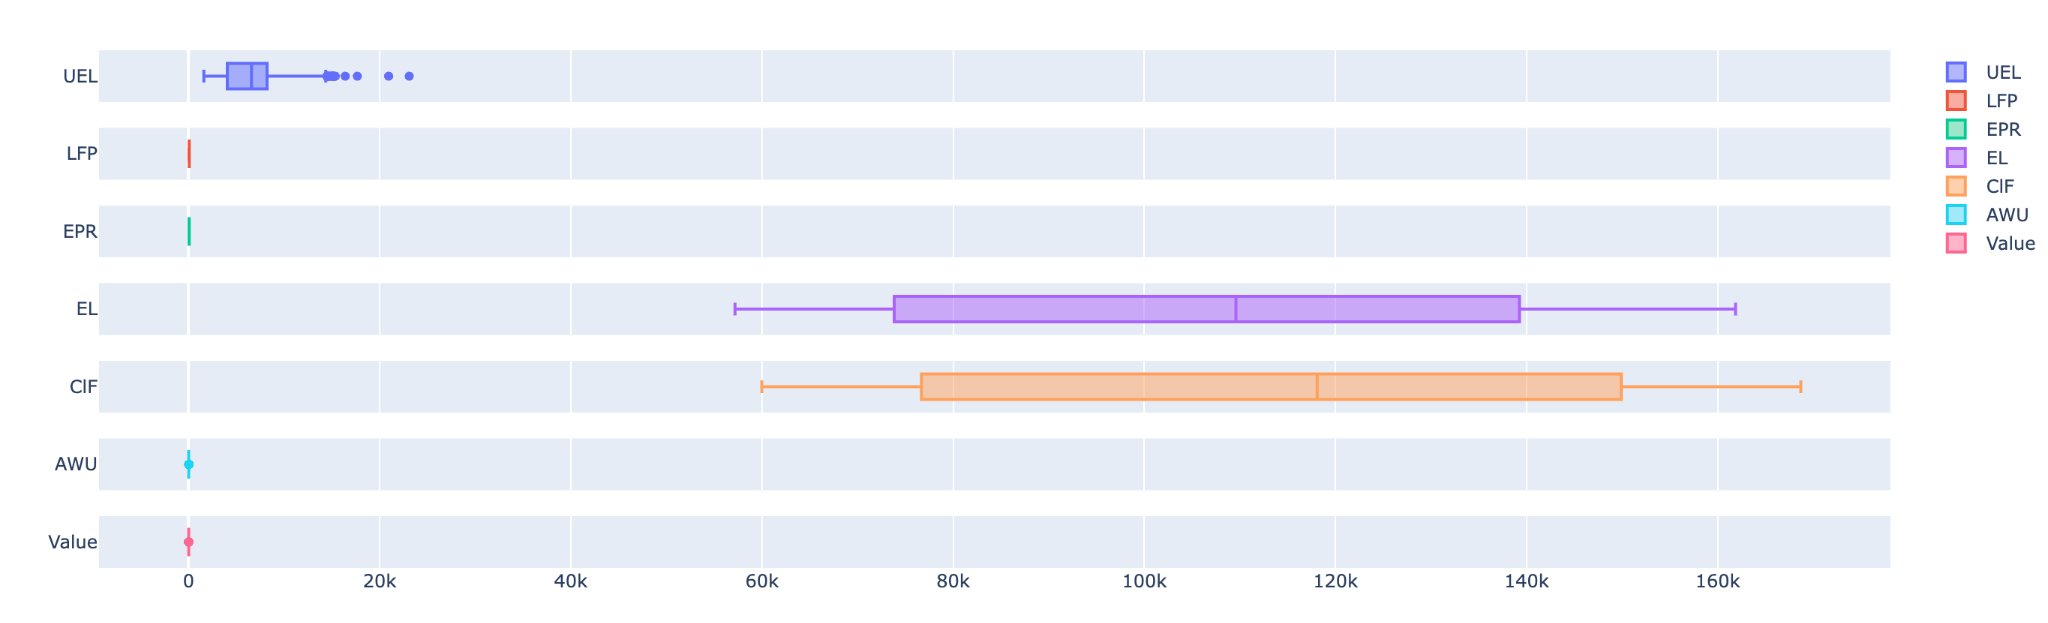 UEL
LFP
EPR
EL
CIF
AWU
Value
0 20k 40k 60k 80k 100k 120k 140k 160k
UEL
LFP
EPR
EL
CIF
AWU
Value